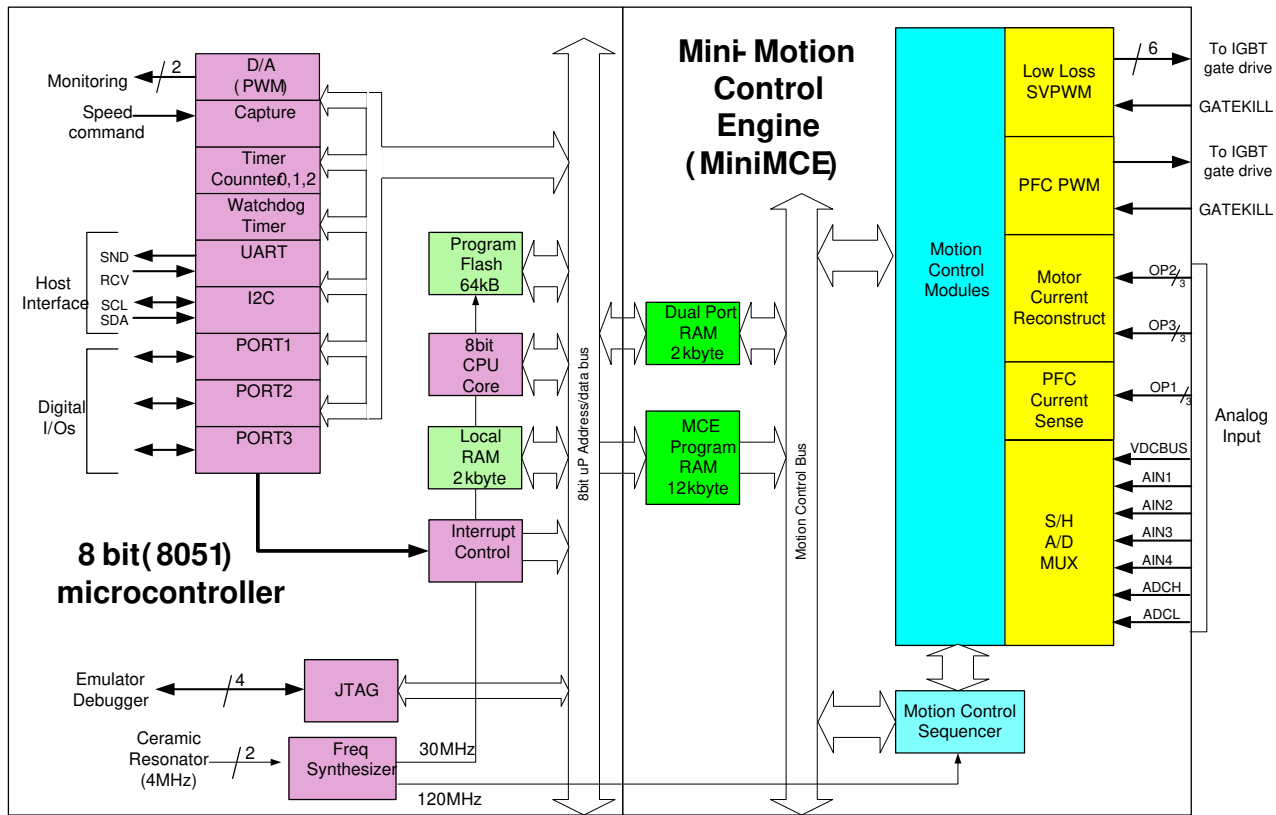 D/A
(PWM)
Monitoring
2
Speed
command
Capture
Timer
Counnter0,1,2
Watchdog
Timer
UART
SND
RCV
Host
Interface
I2C
SCL
SDA
PORT1
PORT2
Digital
I/Os
PORT3
8 bit(8051)
microcontroller
Program
Flash
64kB
8bit
CPU
Core
Local
RAM
2kbyte
Interrupt
Control
Emulator
Debugger
4
JTAG
Ceramic
Resonator
(4MHz)
2
Freq
Synthesizer
30MHz
120MHz
8bit uP Address/data bus
Mini-Motion
Control
Engine
(MiniMCE)
Dual Port
RAM
2kbyte
MCE
Program
RAM
12kbyte
Motion Control Bus
Motion
Control
Modules
Low Loss
SVPWM
6
To IGBT
gate drive
GATEKILL
PFC PWM
To IGBT
gate drive
GATEKILL
Motor
Current
Reconstruct
OP2
3
OP3
3
PFC
Current
Sense
OP1
3
Analog
Input
S/H
A/D
MUX
VDCBUS
AIN1
AIN2
AIN3
AIN4
ADCH
ADCL
Motion Control
Sequencer